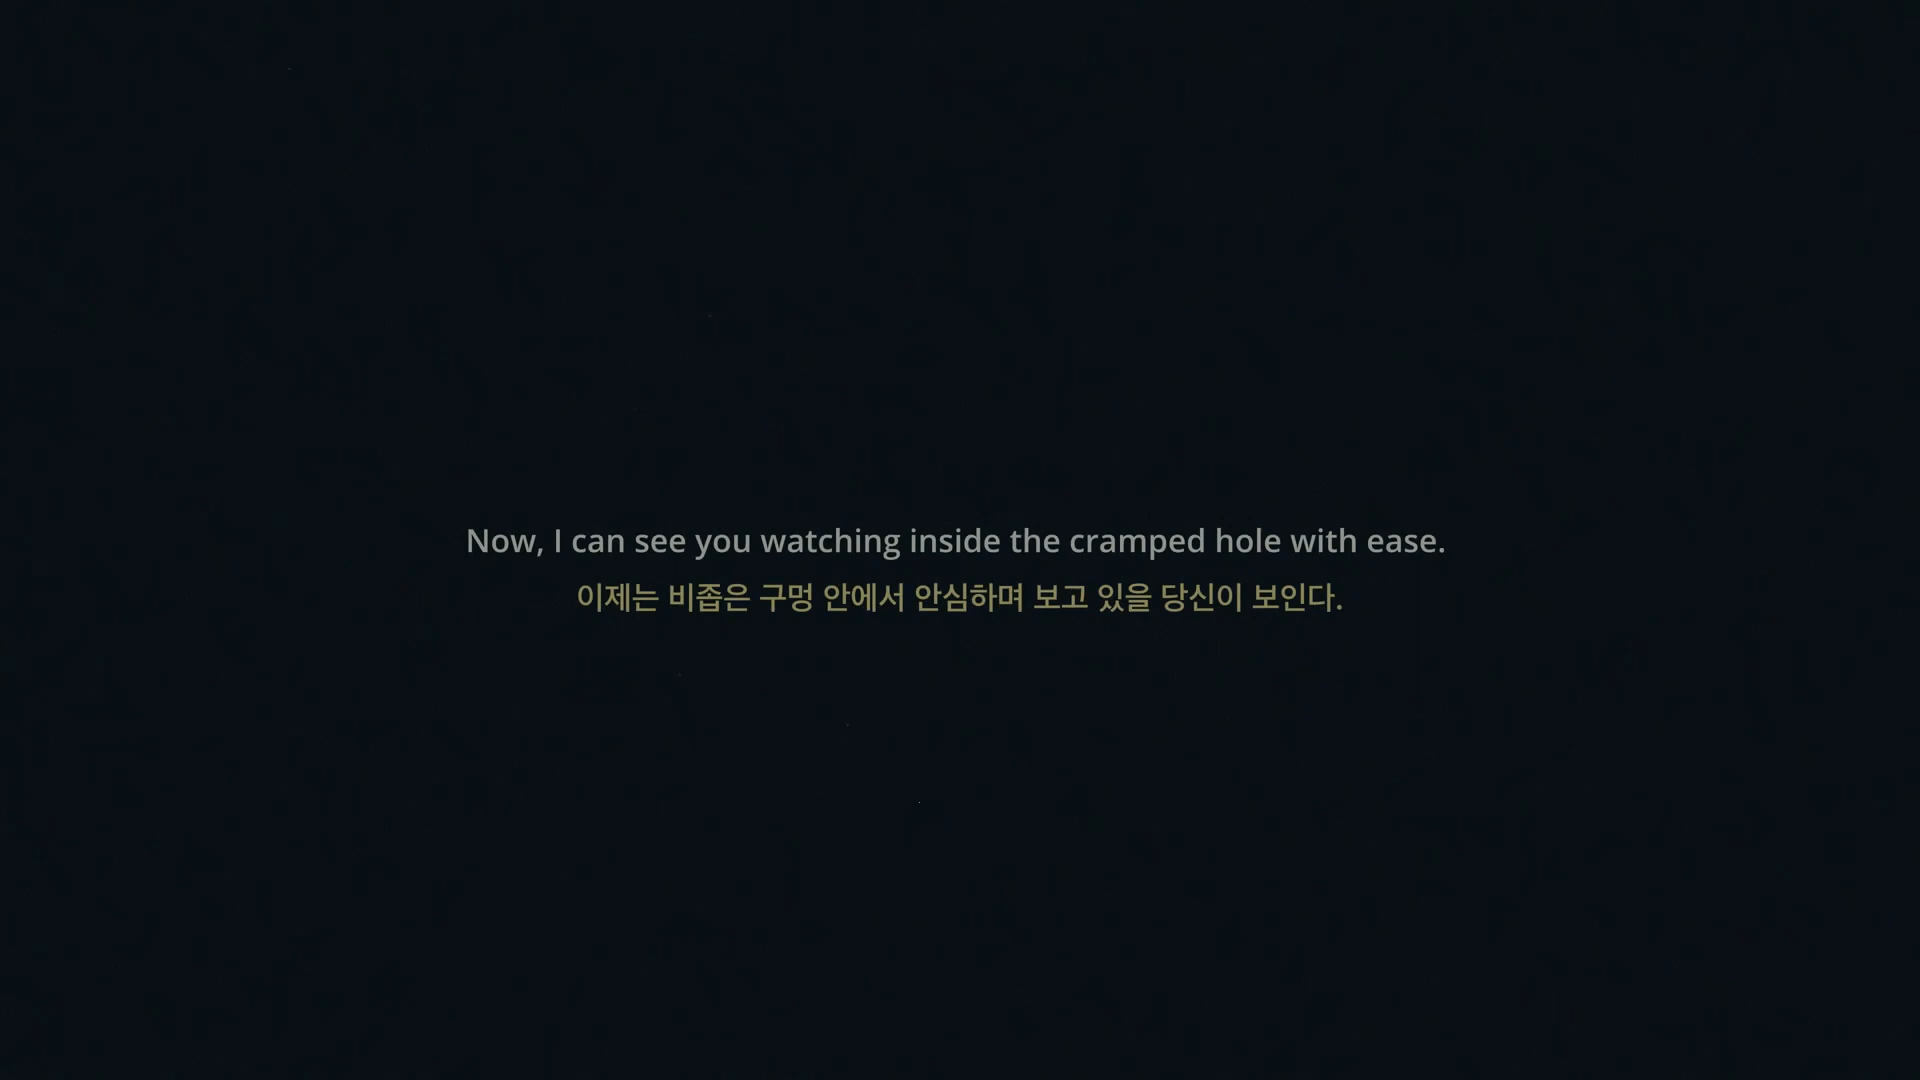 Now, I can see you watching inside the cramped hole with ease.
이제는 비좁은 구멍 안에서 안심하며 보고 있을 당신이 보인다.